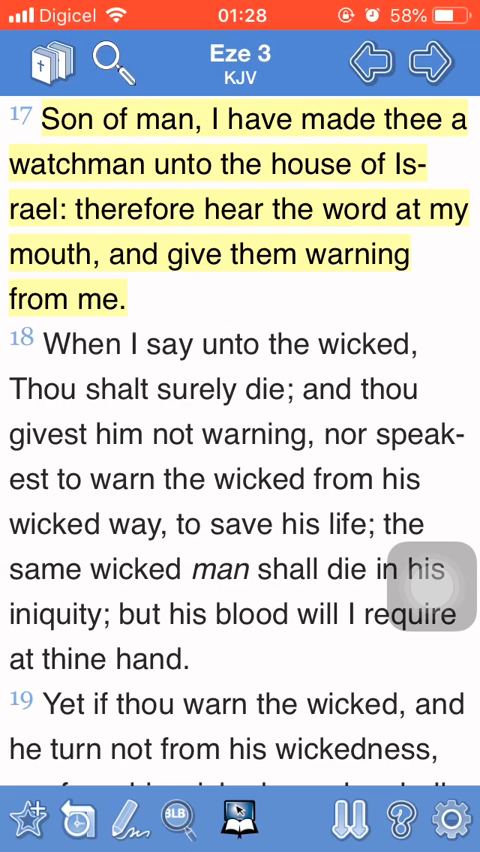 Digicel 01:28 58%
Eze 3
KJV
17 Son of man, I have made thee a
watchman unto the house of Is-
rael: therefore hear the word at my
mouth, and give them warning
from me.
18 When I say unto the wicked,
Thou shalt surely die; and thou
givest him not warning, nor speak-
est to warn the wicked from his
wicked way, to save his life; the
same wicked man shall die in his
iniquity; but his blood will I require
at thine hand.
19 Yet if thou warn the wicked, and
he turn not from his wickedness,
BLB